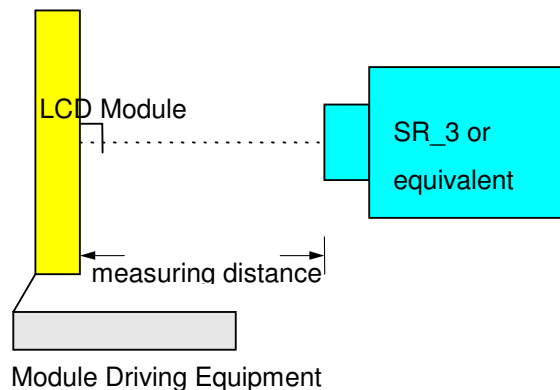 LCD Module
SR_3 or
equivalent
measuring distance
Module Driving Equipment